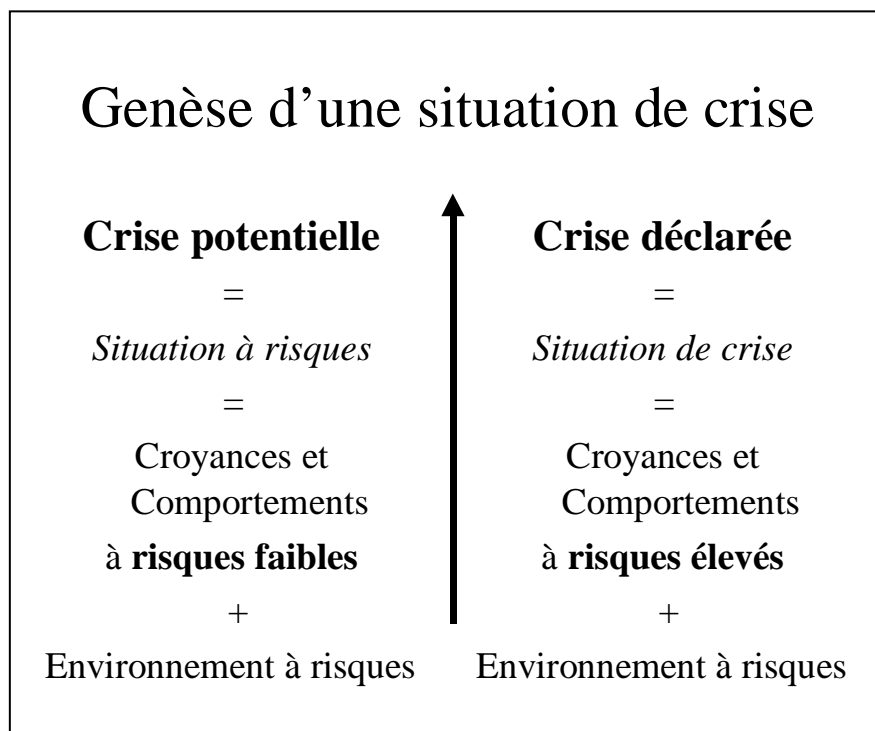 Genèse d’une situation de crise
Crise potentielle
=
Situation à risques
=
Croyances et
Comportements
à risques faibles
+
Environnement à risques
Crise déclarée
=
Situation de crise
=
Croyances et
Comportements
à risques élevés
+
Environnement à risques